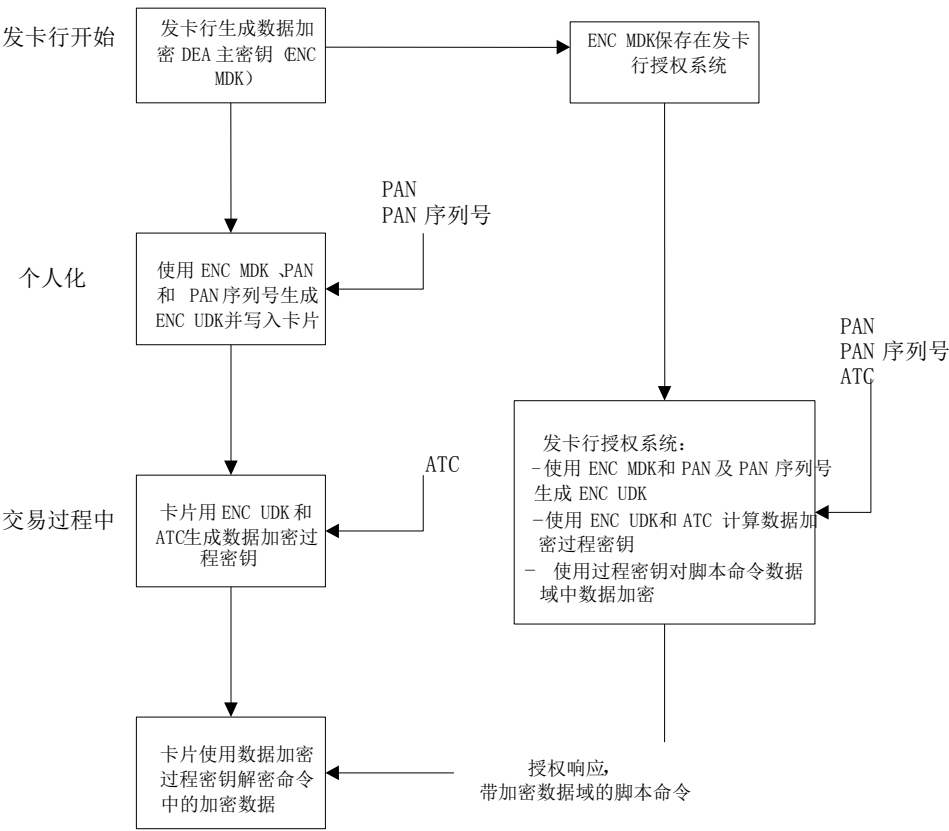 发卡行开始
发卡行生成数据加
密 DEA 主密钥（ENC
MDK）
ENC MDK保存在发卡
行授权系统
PAN
PAN 序列号
个人化
使用 ENC MDK、PAN
和 PAN 序列号生成
ENC UDK并写入卡片
PAN
PAN 序列号
ATC
ATC
交易过程中
卡片用 ENC UDK 和
ATC生成数据加密过
程密钥
发卡行授权系统：
-使用 ENC MDK和 PAN 及 PAN 序列号
生成 ENC UDK
-使用 ENC UDK和 ATC 计算数据加
密过程密钥
- 使用过程密钥对脚本命令数据
域中数据加密
卡片使用数据加密
过程密钥解密命令
中的加密数据
授权响应，
带加密数据域的脚本命令